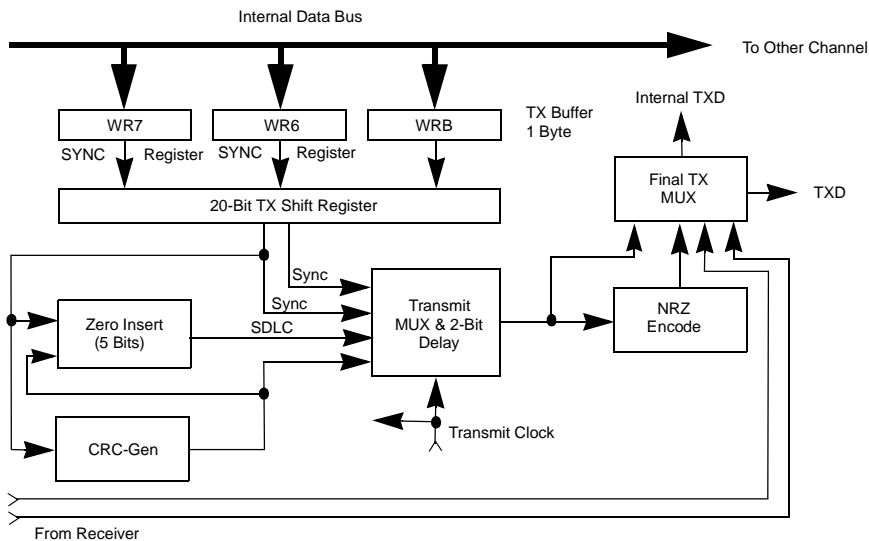 Internal Data Bus
To Other Channel
WR7
WR6
WRB
TX Buffer
1 Byte
Internal TXD
SYNC
Register
SYNC
Register
20-Bit TX Shift Register
Final TX
MUX
TXD
Sync
Sync
SDLC
Zero Insert
(5 Bits)
Transmit
MUX & 2-Bit
Delay
NRZ
Encode
CRC-Gen
Transmit Clock
From Receiver